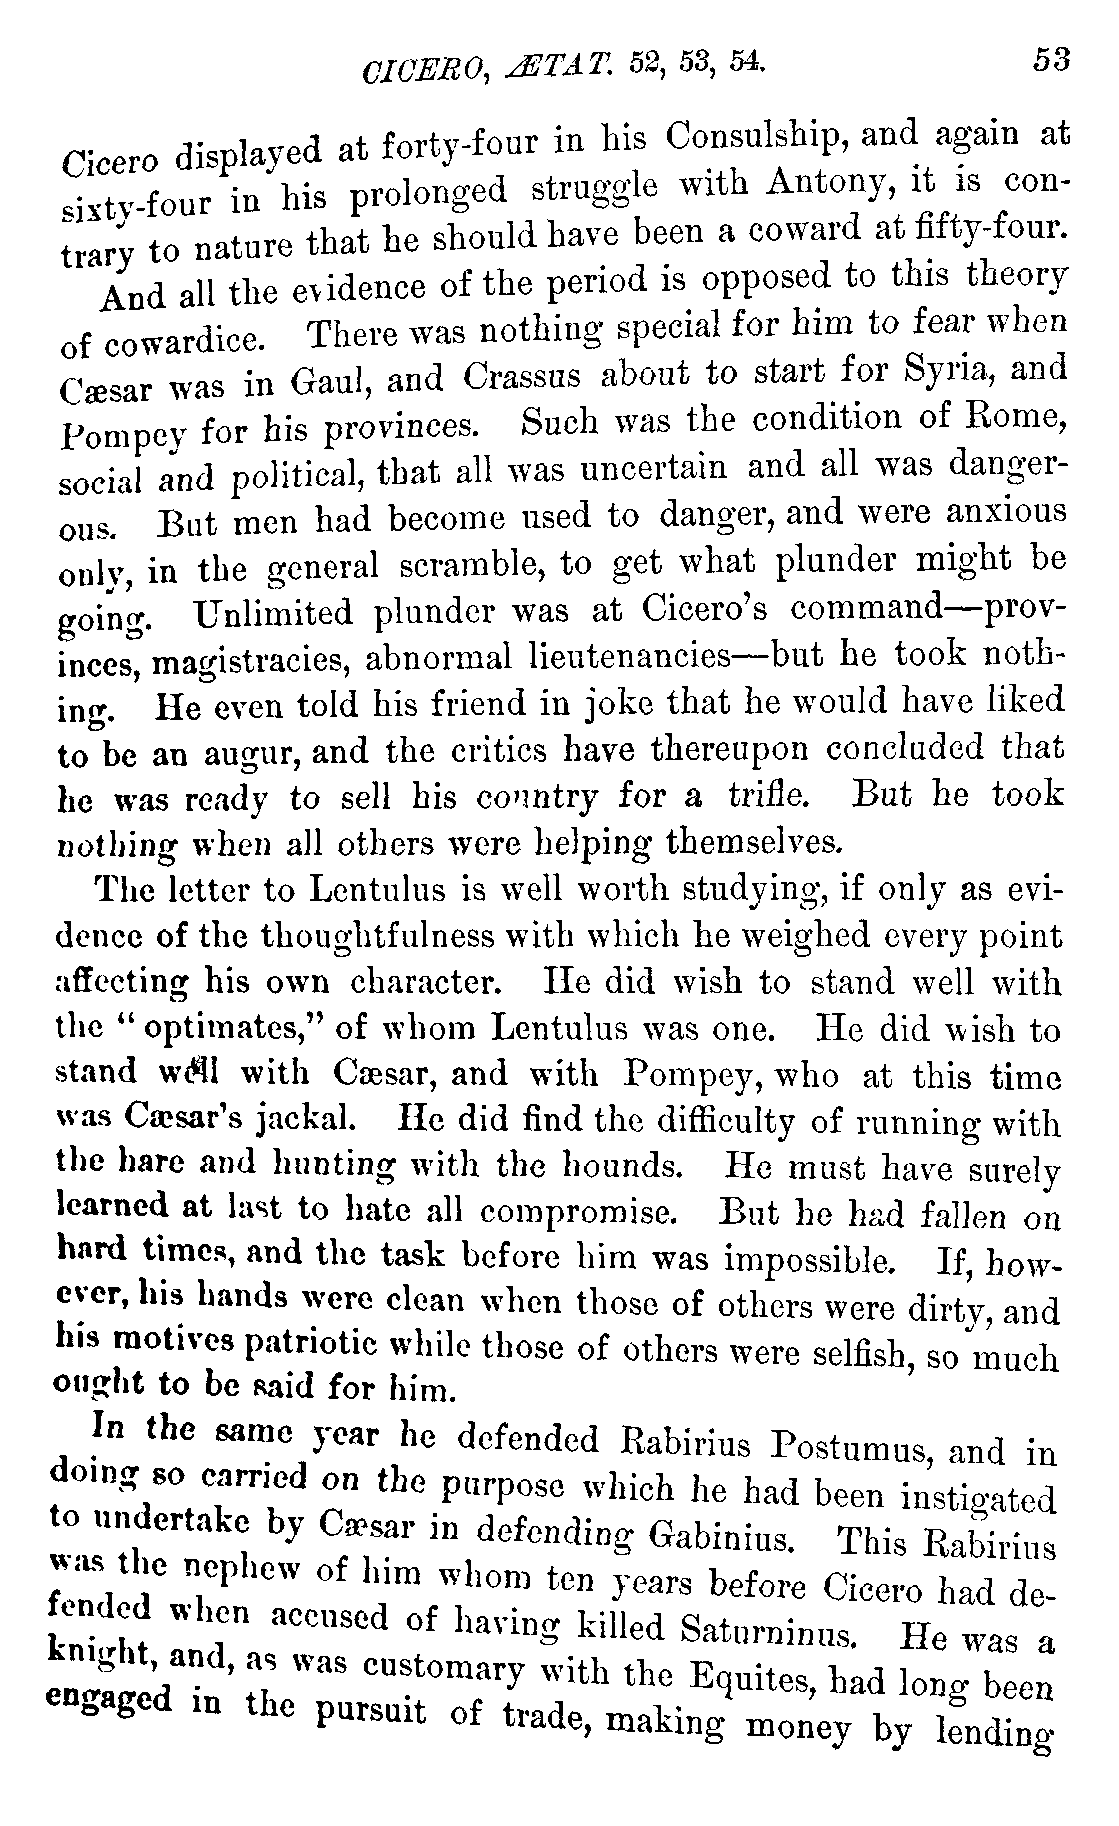 CICERO, ÆTAT. 52, 53, 54. 53
Cicero displayed at forty-four in his Consulship, and again at
sixty-four in his prolonged struggle with Antony, it is con-
trary to nature that he should have been a coward at fifty-four.
And all the evidence of the period is opposed to this theory
of cowardice. There was nothing special for him to fear when
Cæsar was in Gaul, and Crassus about to start for Syria, and
Pompey for his provinces. Such was the condition of Rome,
social and political, that all was uncertain and all was danger-
ous. But men had become used to danger, and were anxious
only, in the general scramble, to get what plunder might be
going. Unlimited plunder was at Cicero's command—prov-
inces, magistracies, abnormal lieutenancies—but he took noth-
ing. He even told his friend in joke that he would have liked
to be an augur, and the critics have thereupon concluded that
he was ready to sell his country for a trifle. But he took
nothing when all others were helping themselves.
The letter to Lentulus is well worth studying, if only as evi-
dence of the thoughtfulness with which he weighed every point
affecting his own character. He did wish to stand well with
the “optimates,” of whom Lentulus was one. He did wish to
stand well with Cæsar, and with Pompey, who at this time
was Cæsar's jackal. He did find the difficulty of running with
the hare and hunting with the hounds. He must have surely
learned at last to hate all compromise. But he had fallen on
hard times, and the task before him was impossible. If, how-
ever, his hands were clean when those of others were dirty, and
his motives patriotic while those of others were selfish, so much
ought to be said for him.
In the same year he defended Rabirius Postumus, and in
doing so carried on the purpose which he had been instigated
to undertake by Cæsar in defending Gabinius. This Rabirius
was the nephew of him whom ten years before Cicero had de-
fended when accused of having killed Saturninus. He was a
knight, and, as was customary with the Equites, had long been
engaged in the pursuit of trade, making money by lending